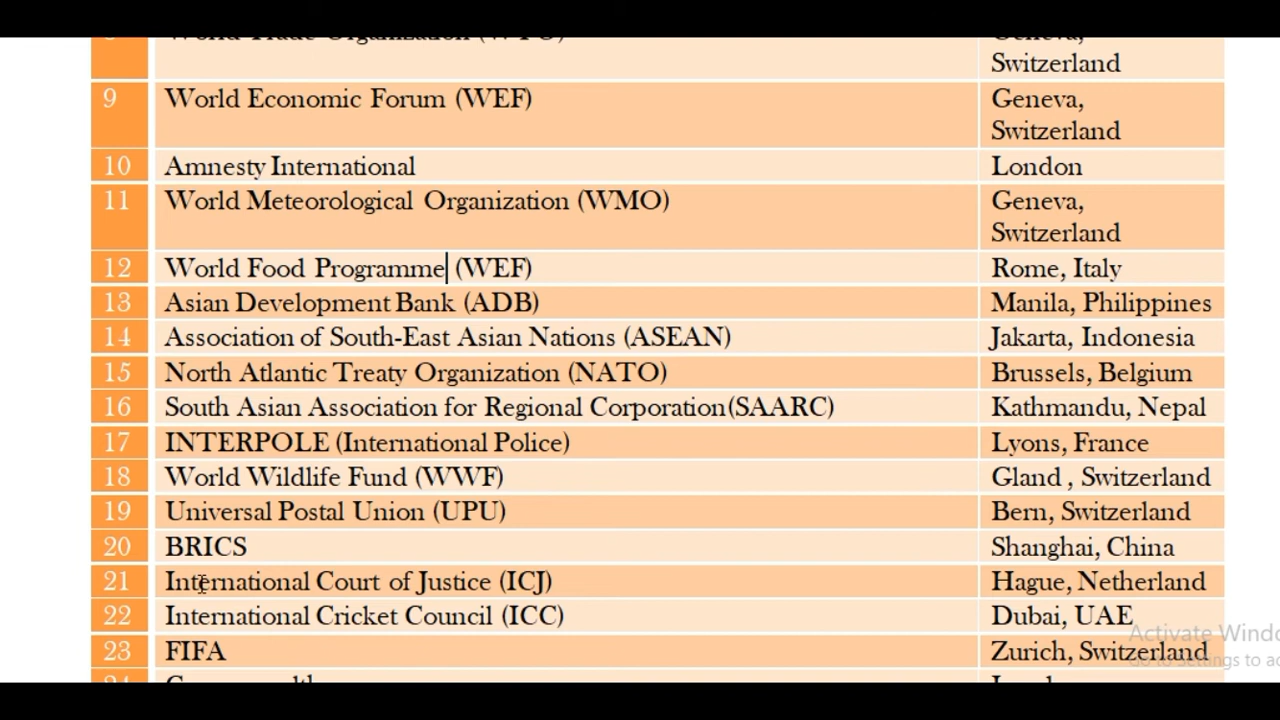 Switzerland
9 World Economic Forum (WEF) Geneva,
Switzerland
10 Amnesty International London
11 World Meteorological Organization (WMO) Geneva,
Switzerland
12 World Food Programme (WEF) Rome, Italy
13 Asian Development Bank (ADB) Manila, Philippines
14 Association of South-East Asian Nations (ASEAN) Jakarta, Indonesia
15 North Atlantic Treaty Organization (NATO) Brussels, Belgium
16 South Asian Association for Regional Corporation(SAARC) Kathmandu, Nepal
17 INTERPOLE (International Police) Lyons, France
18 World Wildlife Fund (WWF) Gland , Switzerland
19 Universal Postal Union (UPU) Bern, Switzerland
20 BRICS Shanghai, China
21 International Court of Justice (ICJ) Hague, Netherland
22 International Cricket Council (ICC) Dubai, UAE
Activate
23 FIFA Zurich, Switzerland